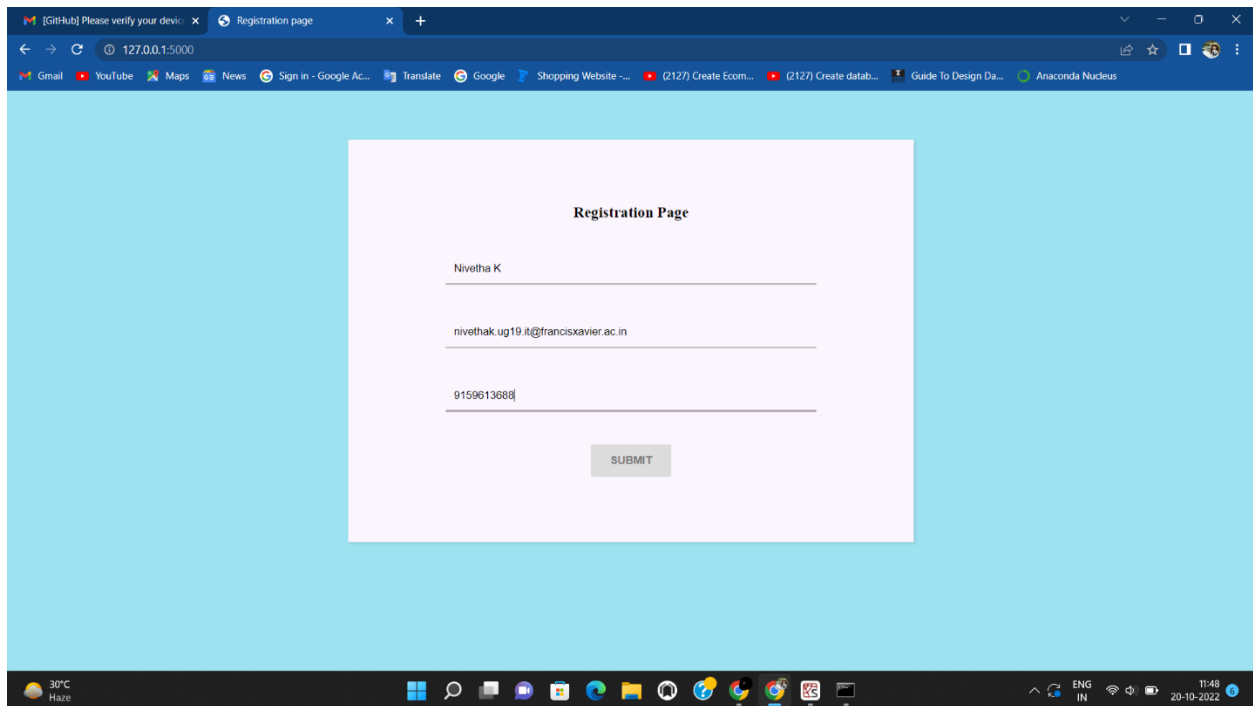 [GitHub] Please verify your devic
Registration page
127.0.0.1:5000
Gmail YouTube Maps News Sign in - Google Ac... Translate Google Shopping Website -... (2127) Create Ecom... (2127) Create datab... Guide To Design Da... Anaconda Nucleus
Registration Page
Nivetha K
nivethak.ug19.it@francisxavier.ac.in
9159613688
SUBMIT
30°C
Haze
ENG
IN
11:48
20-10-2022
6